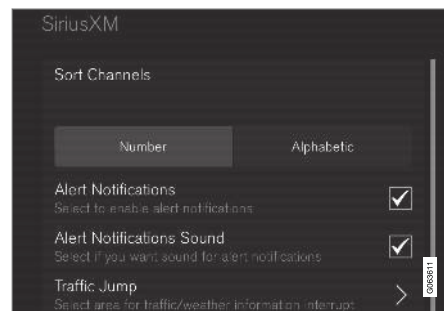 SiriusXM
Sort Channels
Number
Alphabetic
Alert Notifications
Select to enable alert notifications
Alert Notifications Sound
Select if you want sound for alert notifications
Traffic Jump
Select area for traffic/weather information interrupt
G063611